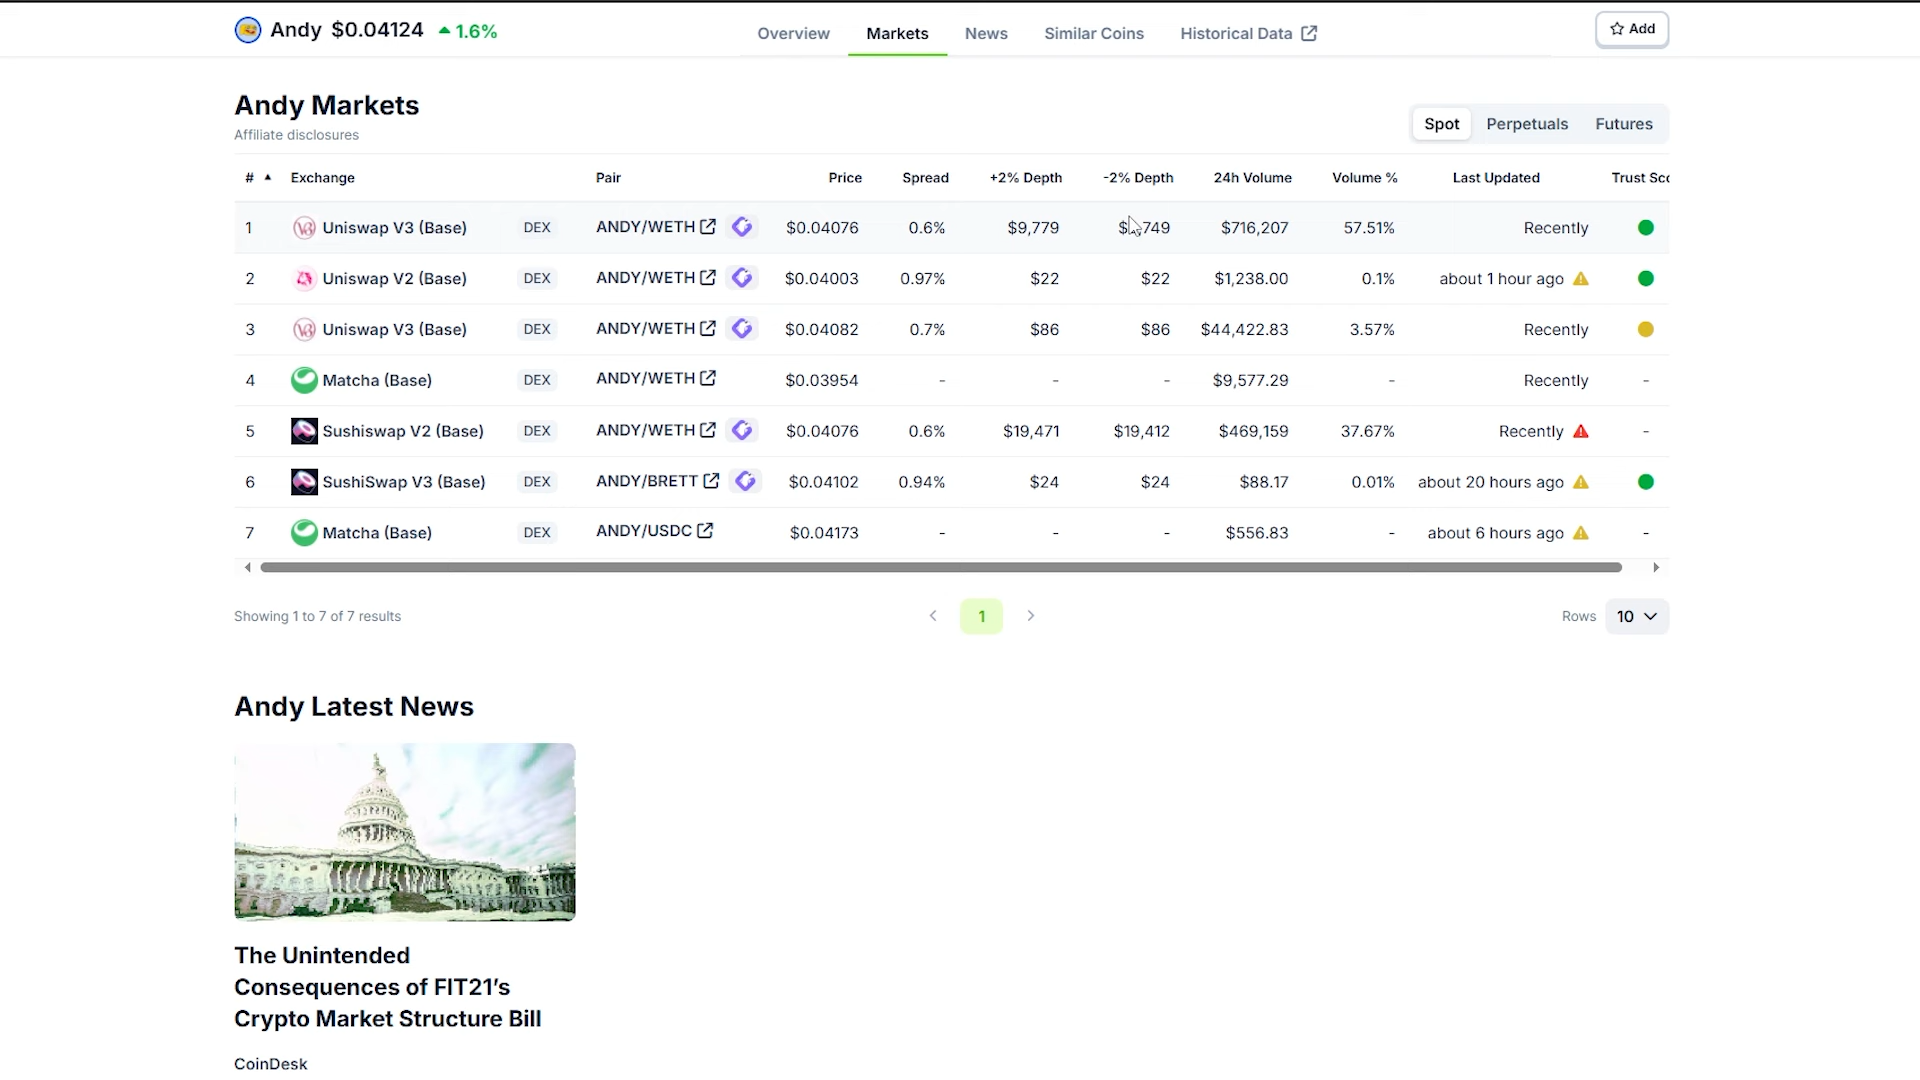 Andy $0.04124 1.6% Overview Markets News Similar Coins Historical Data Add
Andy Markets
Affiliate disclosures
Spot Perpetuals Futures
# Exchange Pair Price Spread +2% Depth -2% Depth 24h Volume Volume % Last Updated Trust Sco
1 Uniswap V3 (Base) DEX ANDY/WETH $0.04076 0.6% $9,779 749 $716,207 57.51% Recently
2 Uniswap V2 (Base) DEX ANDY/WETH $0.04003 0.97% $22 $22 $1,238.00 0.1% about 1 hour ago
3 Uniswap V3 (Base) DEX ANDY/WETH $0.04082 0.7% $86 $86 $44,422.83 3.57% Recently
4 Matcha (Base) DEX ANDY/WETH $0.03954 - - - $9,577.29 - Recently -
5 Sushiswap V2 (Base) DEX ANDY/WETH $0.04076 0.6% $19,471 $19,412 $469,159 37.67% Recently -
6 SushiSwap V3 (Base) DEX ANDY/BRETT $0.04102 0.94% $24 $24 $88.17 0.01% about 20 hours ago
7 Matcha (Base) DEX ANDY/USDC $0.04173 - - - $556.83 - about 6 hours ago -
Showing 1 to 7 of 7 results 1 Rows 10
Andy Latest News
The Unintended
Consequences of FIT21's
Crypto Market Structure Bill
CoinDesk